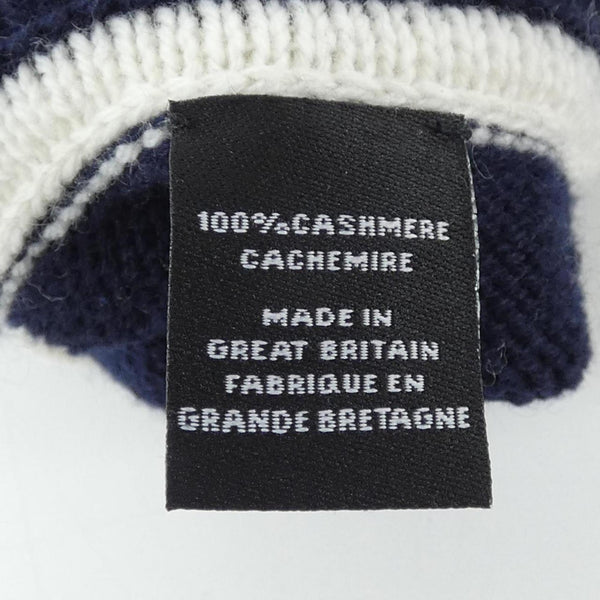 100%CASHMERE
CACHEMIRE
MADE IN
GREAT BRITAIN
FABRIQUE EN
GRANDE BRETAGNE